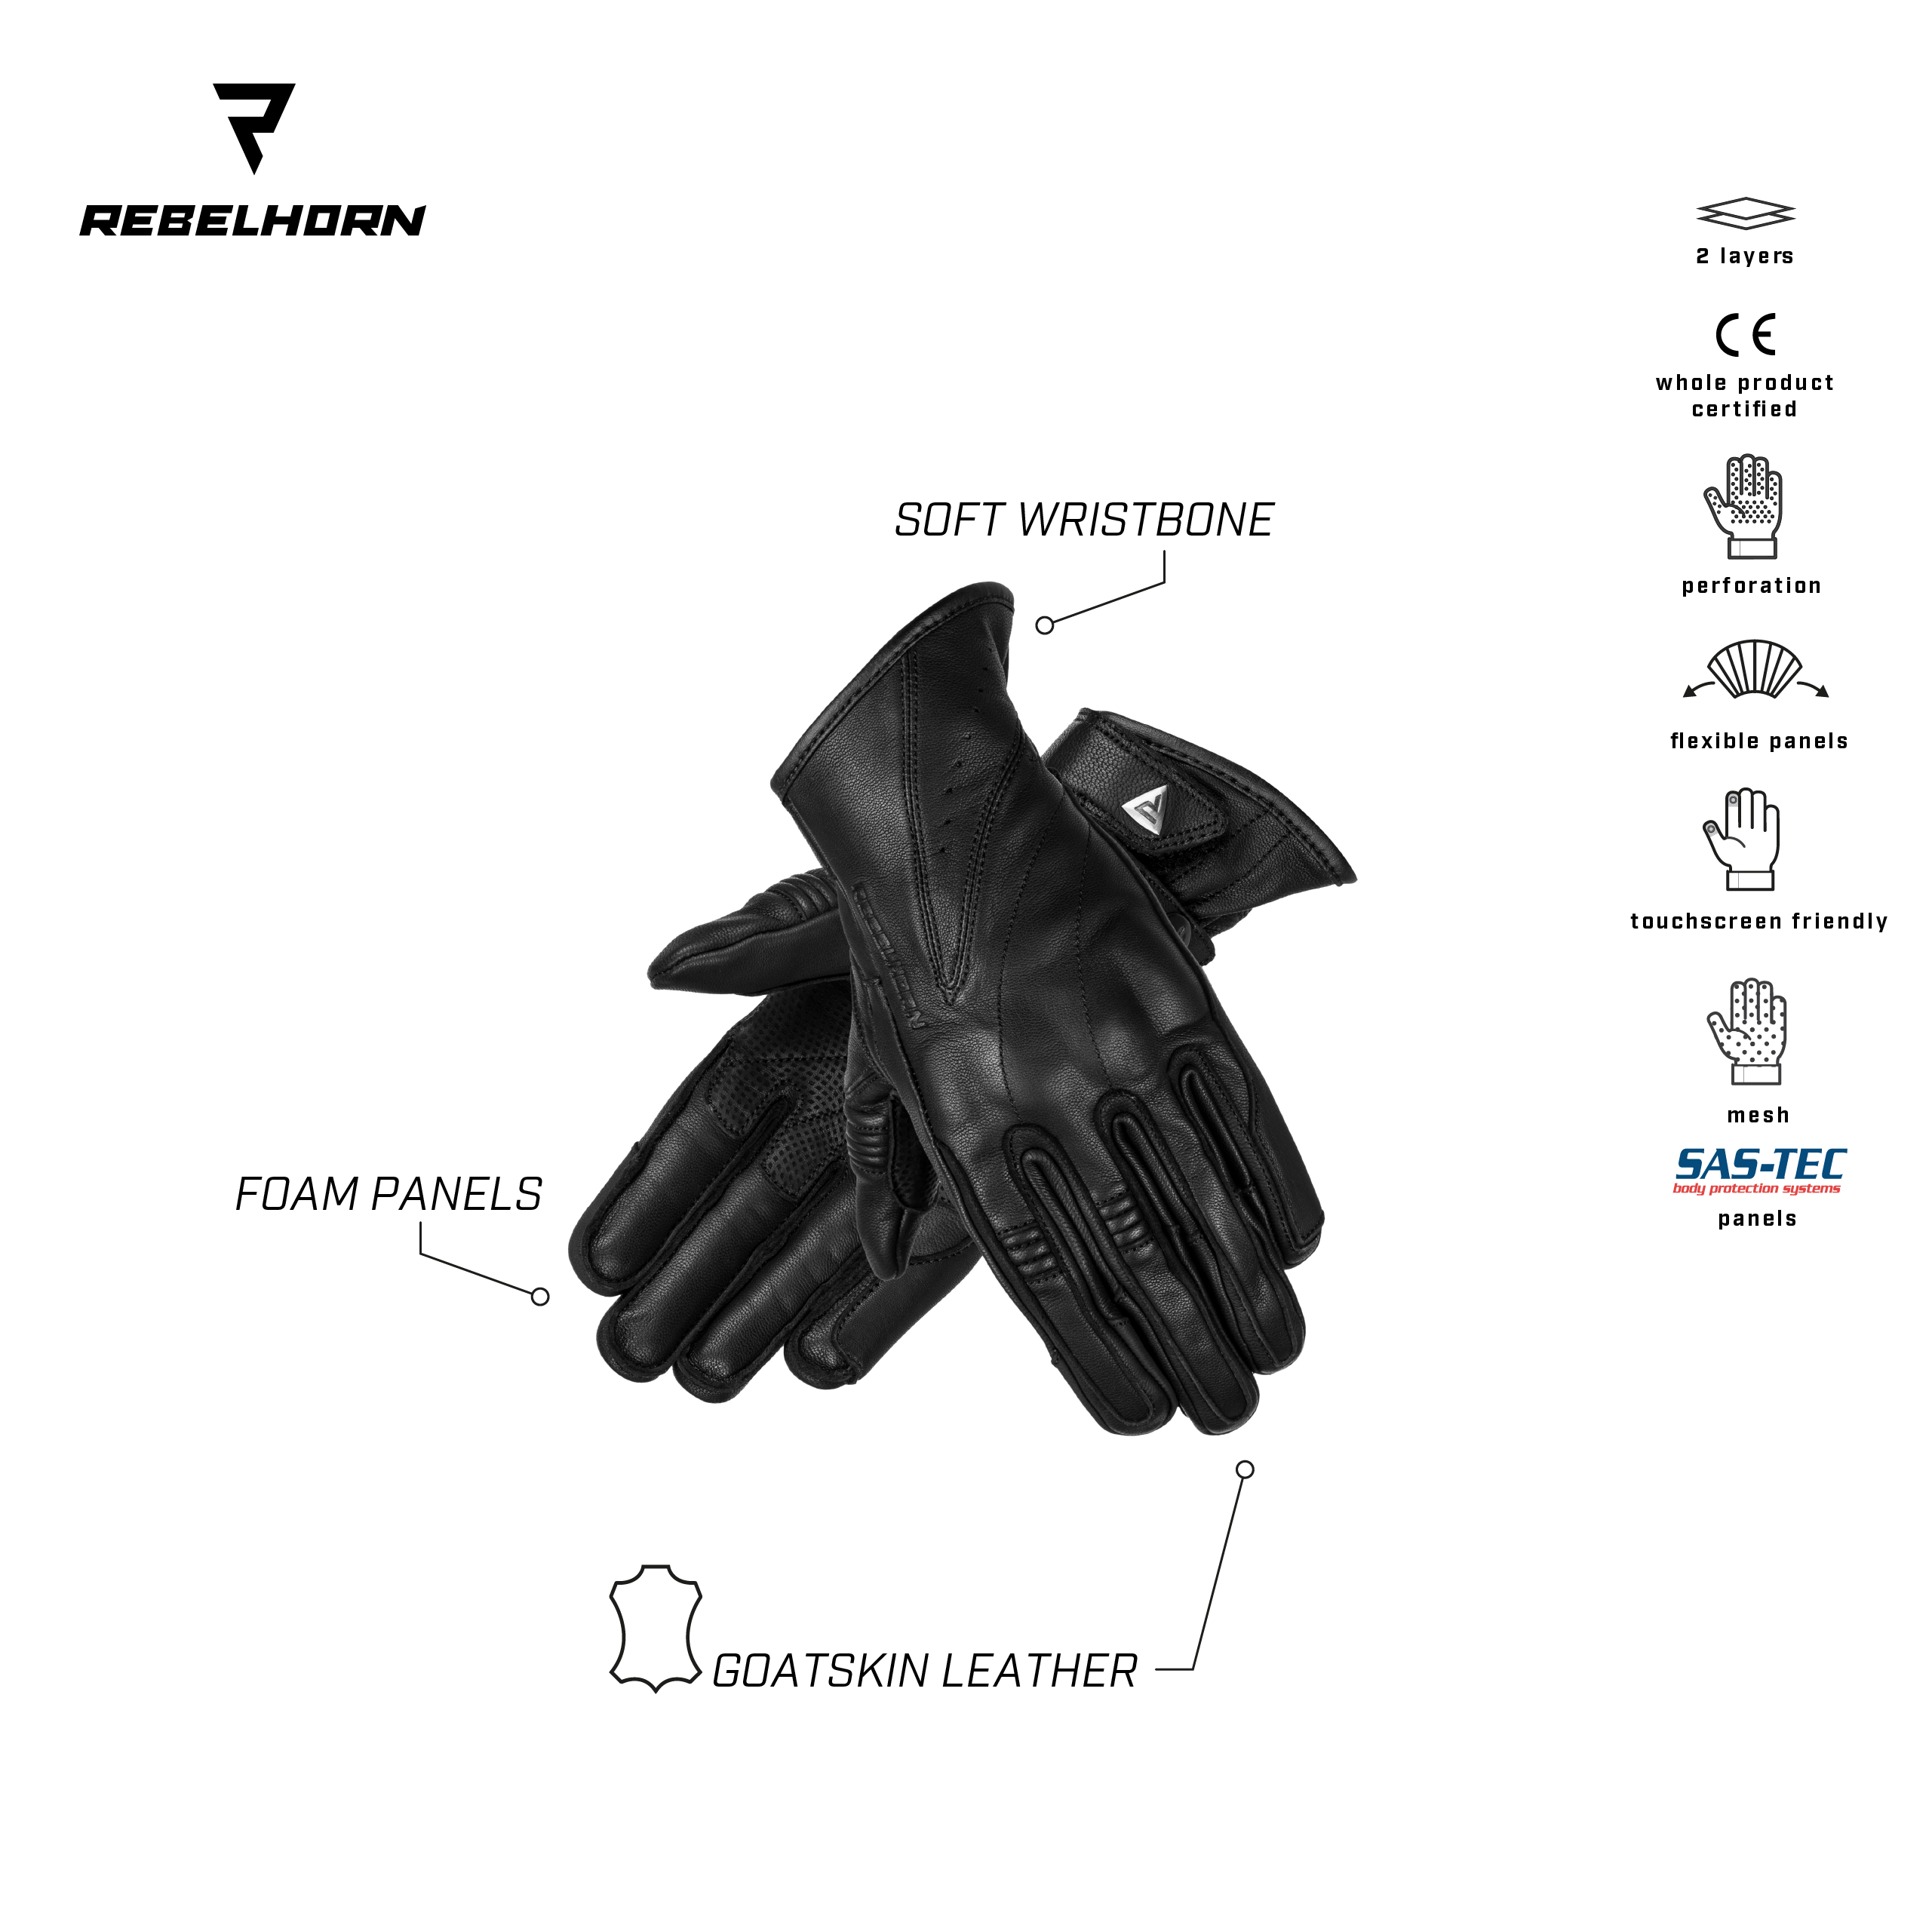 REBELHORN
2 layers
CE
whole product
certified
perforation
SOFT WRISTBONE
flexible panels
touchscreen friendly
REBELHORN
mesh
SAS-TEC
body protection systems
panels
FOAM PANELS
GOATSKIN LEATHER